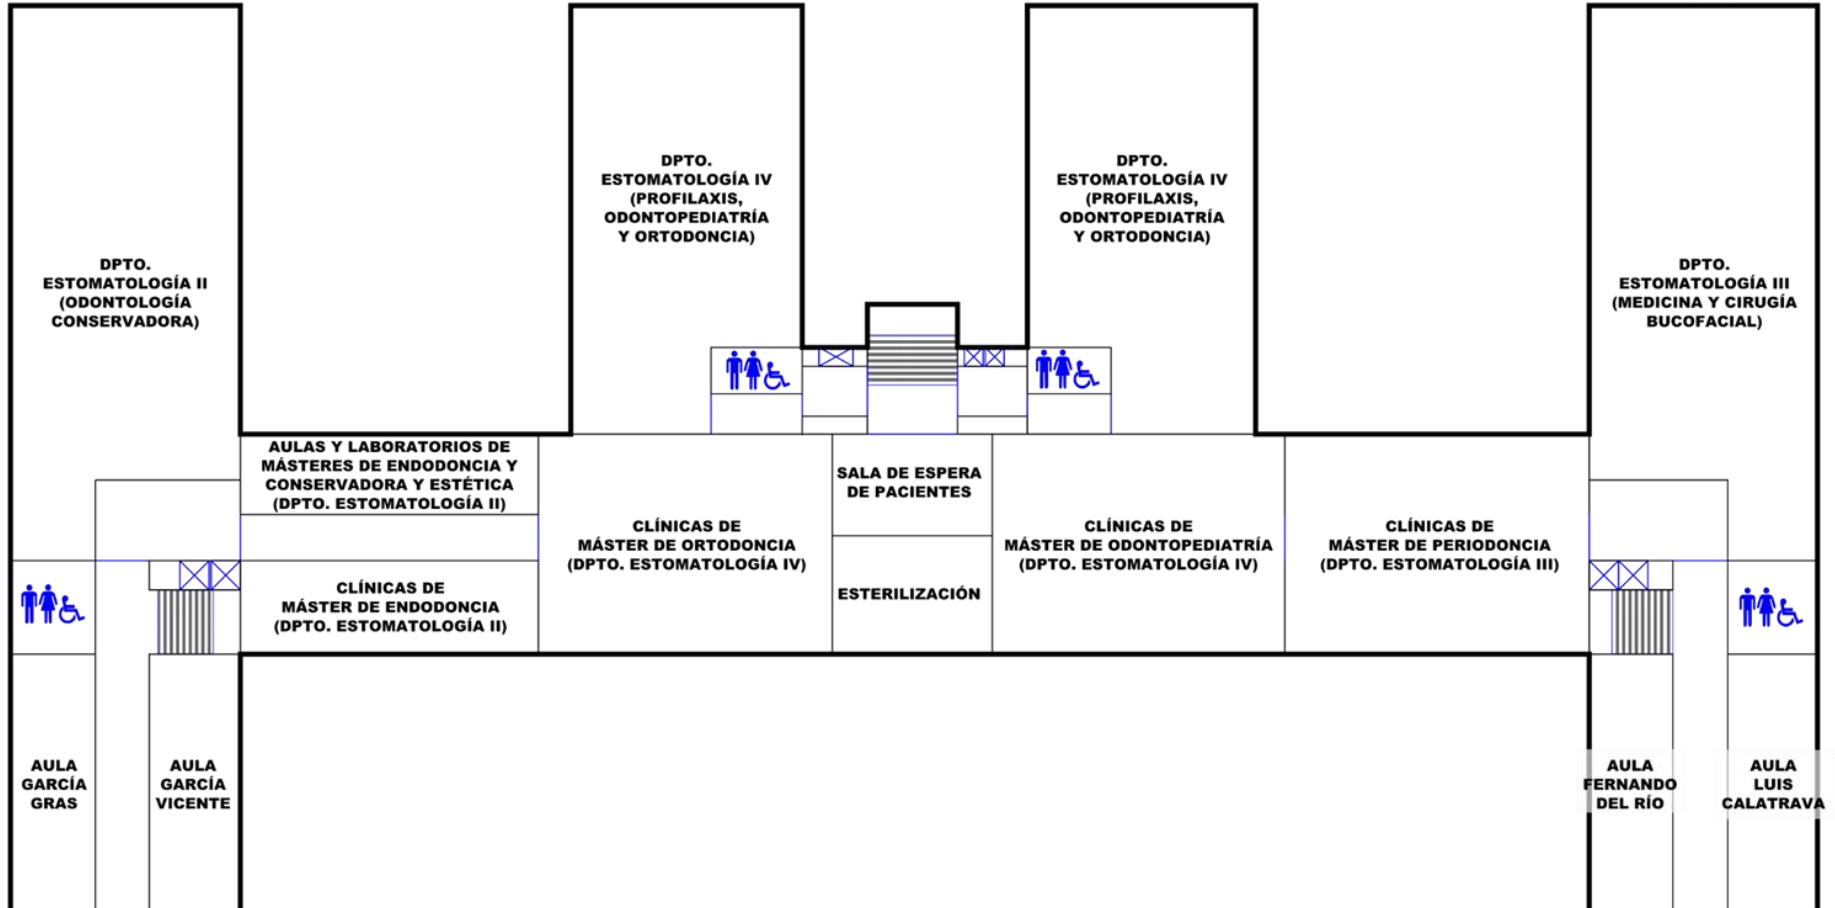 DPTO.
ESTOMATOLOGÍA II
(ODONTOLOGÍA
CONSERVADORA)
DPTO.
ESTOMATOLOGÍA IV
(PROFILAXIS,
ODONTOPEDIATRÍA
Y ORTODONCIA)
DPTO.
ESTOMATOLOGÍA IV
(PROFILAXIS,
ODONTOPEDIATRÍA
Y ORTODONCIA)
DPTO.
ESTOMATOLOGÍA III
(MEDICINA Y CIRUGÍA
BUCOFACIAL)
AULAS Y LABORATORIOS DE
MÁSTERES DE ENDODONCIA Y
CONSERVADORA Y ESTÉTICA
(DPTO. ESTOMATOLOGÍA II)
CLÍNICAS DE
MÁSTER DE ENDODONCIA
(DPTO. ESTOMATOLOGÍA II)
CLÍNICAS DE
MÁSTER DE ORTODONCIA
(DPTO. ESTOMATOLOGÍA IV)
SALA DE ESPERA
DE PACIENTES
ESTERILIZACIÓN
CLÍNICAS DE
MÁSTER DE ODONTOPEDIATRÍA
(DPTO. ESTOMATOLOGÍA IV)
CLÍNICAS DE
MÁSTER DE PERIODONCIA
(DPTO. ESTOMATOLOGÍA III)
AULA
GARCÍA
GRAS
AULA
GARCÍA
VICENTE
AULA
FERNANDO
DEL RÍO
AULA
LUIS
CALATRAVA